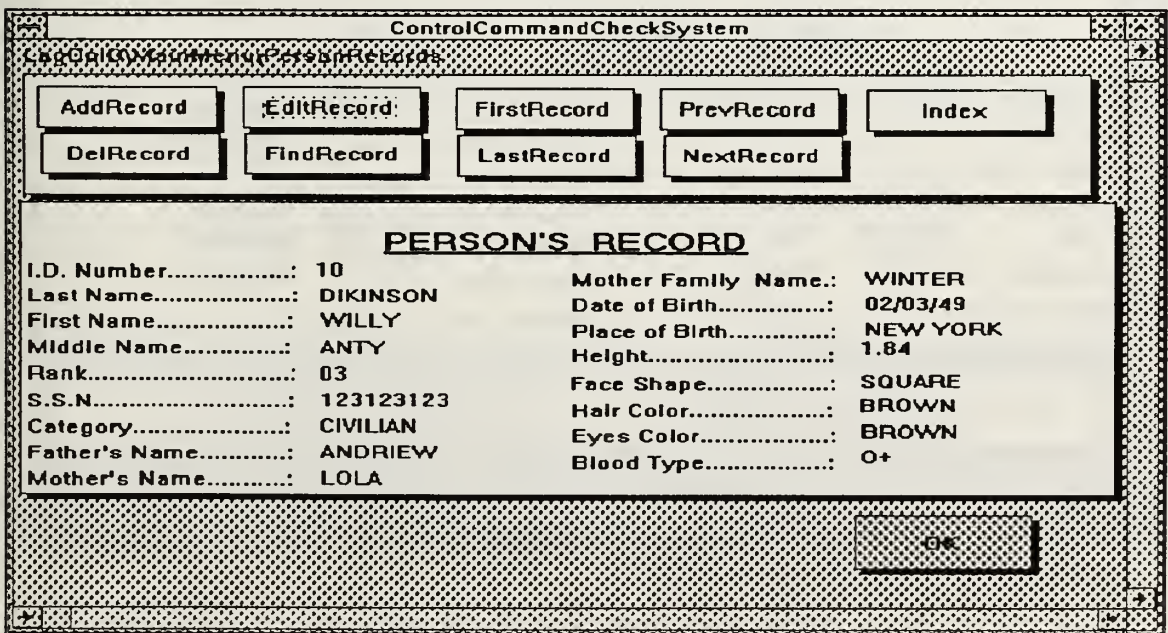 ControlCommandCheckSystem
LogOnID\MainMenu\PersonRecords
AddRecord EditRecord FirstRecord PrevRecord Index
DelRecord FindRecord LastRecord NextRecord
PERSON'S RECORD
I.D. Number.................: 10
Last Name..................: DIKINSON
First Name.................: WILLY
Middle Name.............: ANTY
Rank..........................: 03
S.S.N.........................: 123123123
Category....................: CIVILIAN
Father's Name...........: ANDRIEW
Mother's Name..........: LOLA
Mother Family Name.: WINTER
Date of Birth..............: 02/03/49
Place of Birth.............: NEW YORK
Height.......................: 1.84
Face Shape...............: SQUARE
Hair Color..................: BROWN
Eyes Color................: BROWN
Blood Type...............: O+
OK